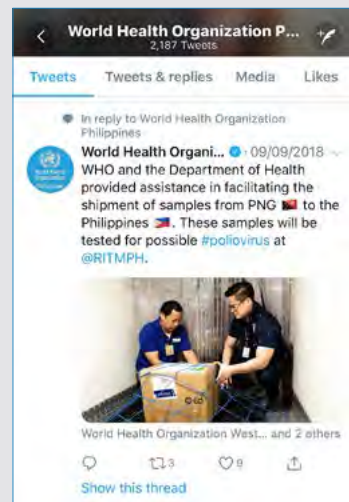 World Health Organization P...
2,187 Tweets
Tweets
Tweets & replies
Media
Likes
In reply to World Health Organization
Philippines
World Health Organi... · 09/09/2018
WHO and the Department of Health
provided assistance in facilitating the
shipment of samples from PNG 🇵🇬 to the
Philippines 🇵🇭. These samples will be
tested for possible #poliovirus at
@RITMPH.
World Health Organization West... and 2 others
3
9
Show this thread